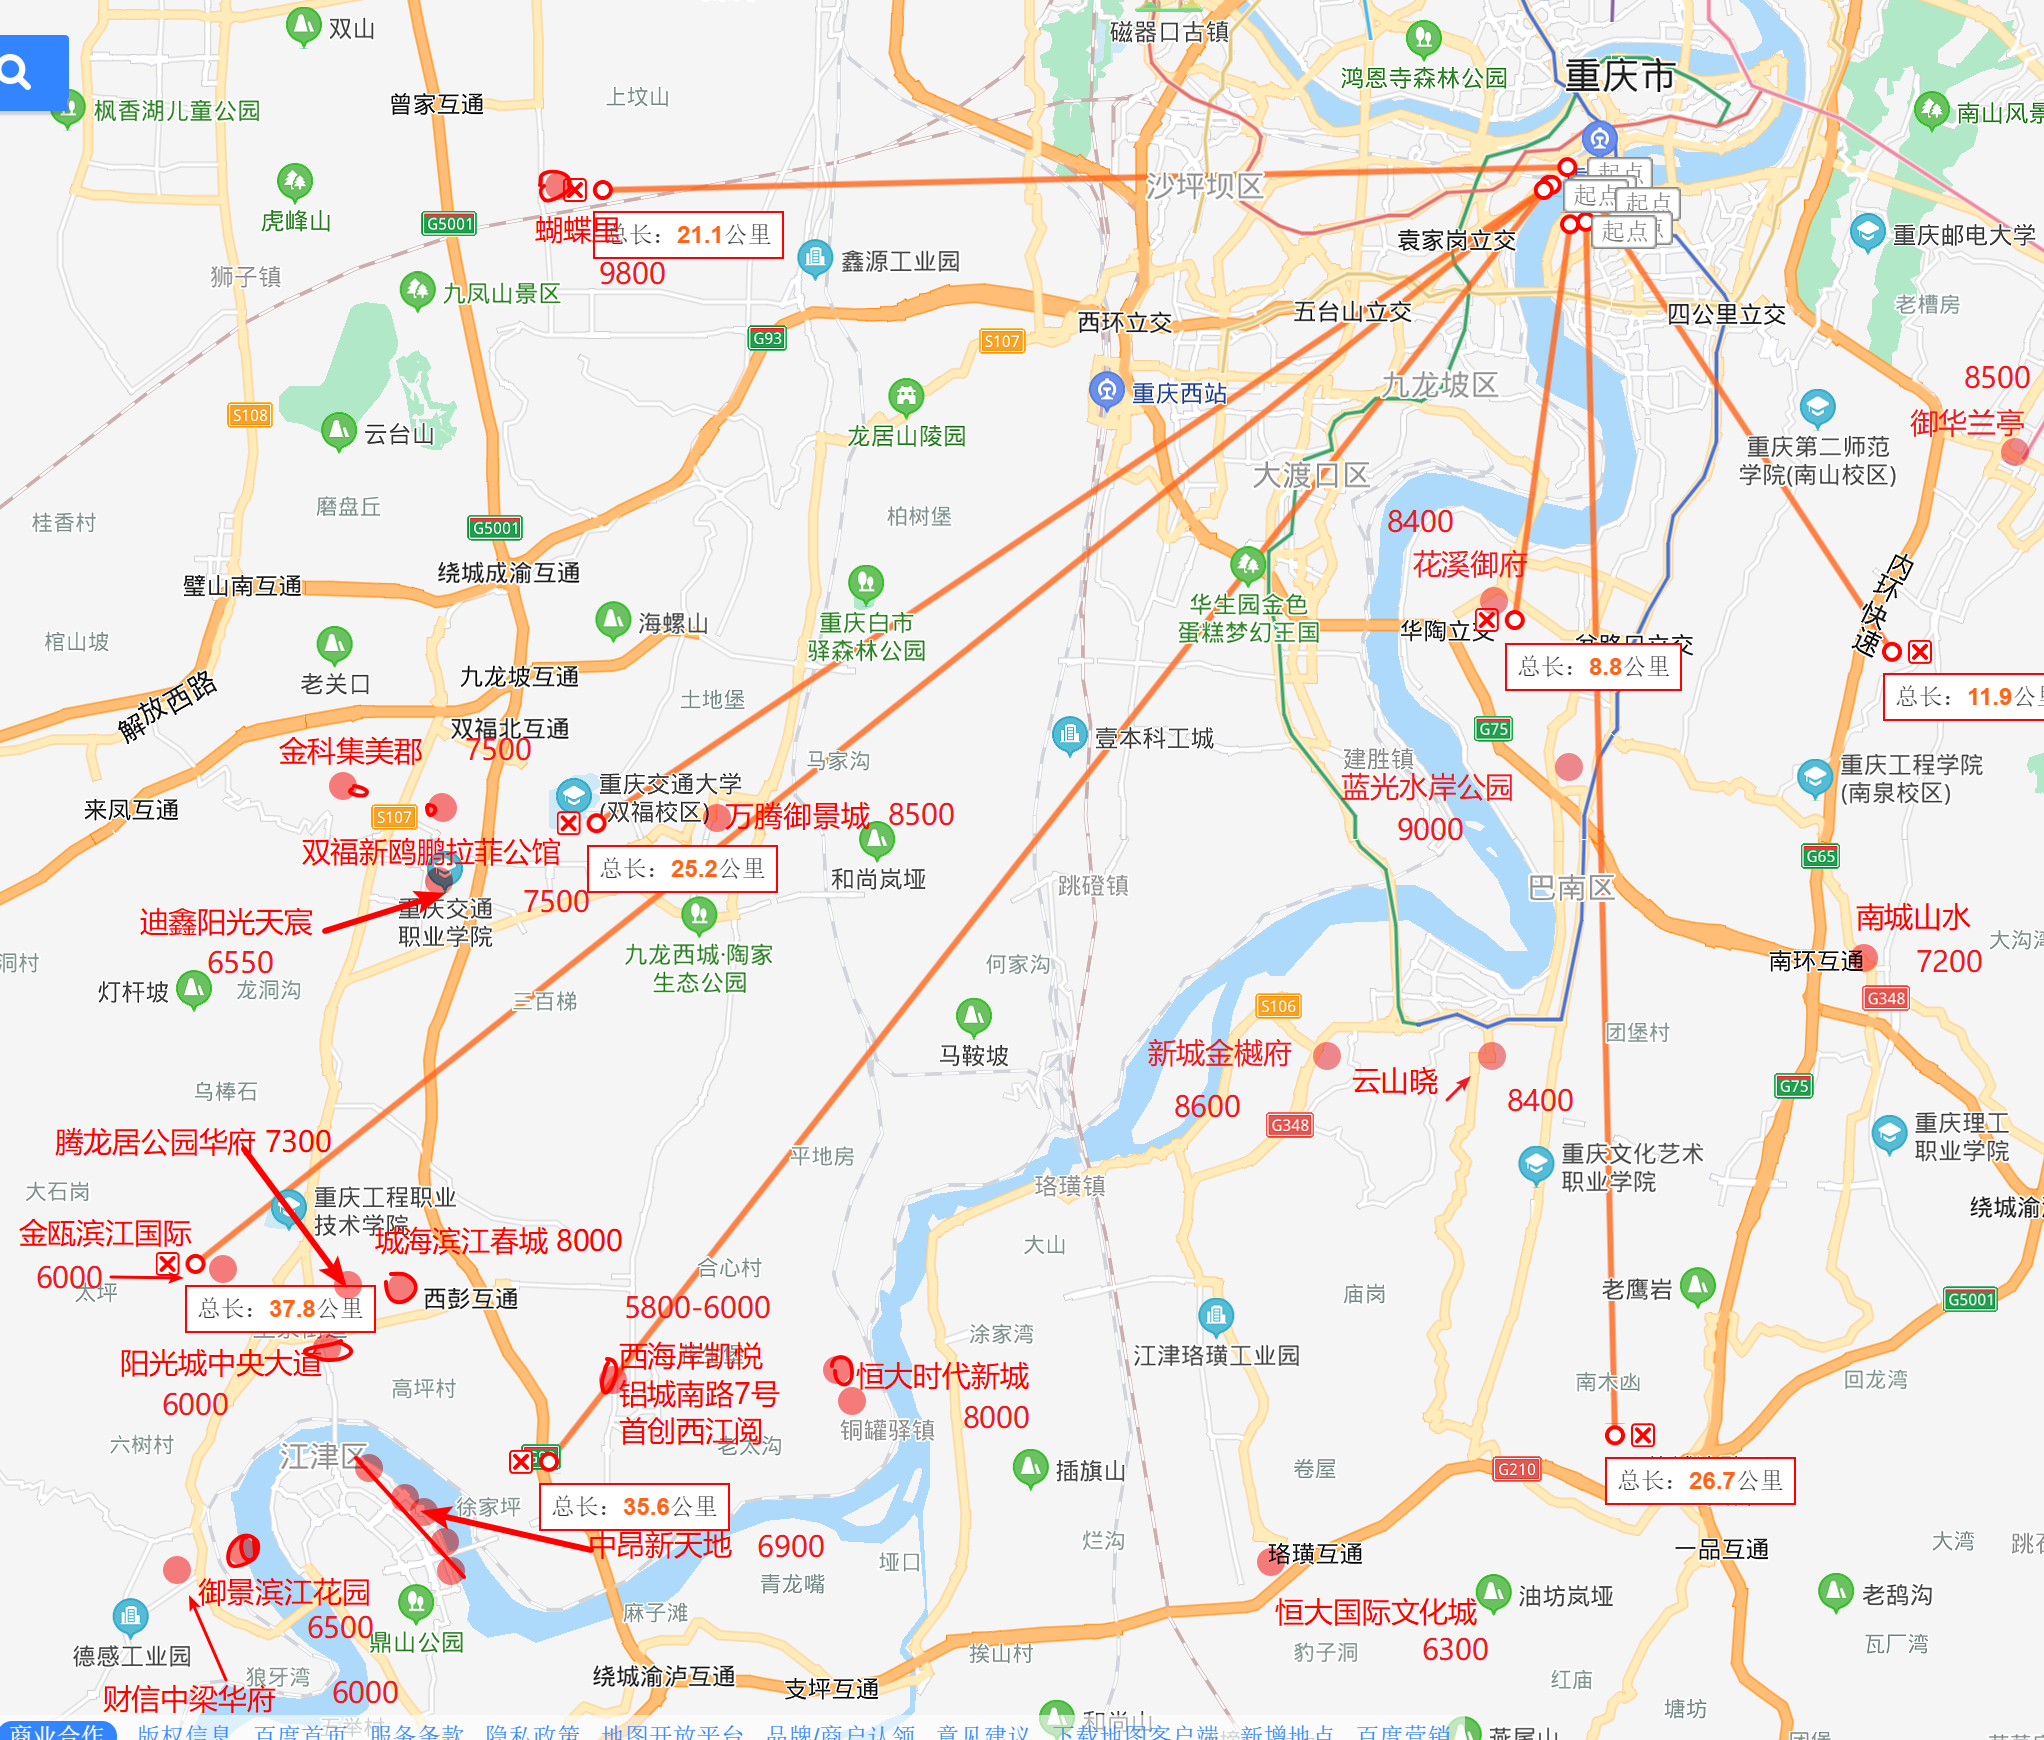 双山
磁器口古镇
鸿恩寺森林公园
重庆市
枫香湖儿童公园
曾家互通
上坟山
南山风景
虎峰山
G5001
沙坪坝区
起点
起点
起点
起点
蝴蝶里
总长：21.1公里
9800
鑫源工业园
袁家岗立交
重庆邮电大学
狮子镇
九凤山景区
老槽房
西环立交
五台山立交
四公里立交
G93
S107
8500
御华兰亭
重庆西站
九龙坡区
S108
云台山
龙居山陵园
重庆第二师范
学院(南山校区)
大渡口区
磨盘丘
桂香村
柏树堡
8400
G5001
花溪御府
内环快速
璧山南互通
绕城成渝互通
华生园金色
蛋糕梦幻王国
海螺山
重庆白市
驿森林公园
华陶立交
棺山坡
老关口
九龙坡互通
总长：8.8公里
总长：11.9公
解放西路
土地堡
双福北互通
G75
金科集美郡
7500
马家沟
壹本科工城
建胜镇
蓝光水岸公园
9000
重庆工程学院
(南泉校区)
来凤互通
S107
重庆交通大学
(双福校区)
万腾御景城
8500
双福新鸥鹏拉菲公馆
总长：25.2公里
和尚岚垭
跳磴镇
G65
巴南区
7500
迪鑫阳光天宸
6550
重庆交通
职业学院
南城山水
7200
洞村
灯杆坡
龙洞沟
三百梯
九龙西城·陶家
生态公园
何家沟
南环互通
大沟湾
G348
S106
团堡村
马鞍坡
新城金樾府
云山晓
8600
8400
G348
G75
乌棒石
腾龙居公园华府 7300
平地房
重庆文化艺术
职业学院
重庆理工
职业学院
大石岗
珞璜镇
重庆工程职业
技术学院
绕城渝
金瓯滨江国际
6000
太坪
城海滨江春城 8000
大山
合心村
总长：37.8公里
西彭互通
5800-6000
庙岗
老鹰岩
G5001
涂家湾
江津珞璜工业园
阳光城中央大道
6000
西海岸凯悦
铝城南路7号
首创西江阅
恒大时代新城
8000
高坪村
南木凼
回龙湾
六树村
江津区
老太沟
铜罐驿镇
插旗山
卷屋
G210
总长：26.7公里
徐家坪
总长：35.6公里
中昂新天地
6900
垭口
烂沟
珞璜互通
一品互通
大湾
青龙嘴
御景滨江花园
6500
鼎山公园
麻子滩
恒大国际文化城
6300
油坊岚垭
老鸹沟
德感工业园
狼牙湾
6000
财信中梁华府
绕城渝泸互通
支坪互通
挨山村
豹子洞
红庙
瓦厂湾
塘坊
和尚山
商业合作
版权信息
百度首页
服务条款
隐私政策
地图开放平台
品牌/商户认领
意见建议
下载地图客户端
新增地点
百度营销